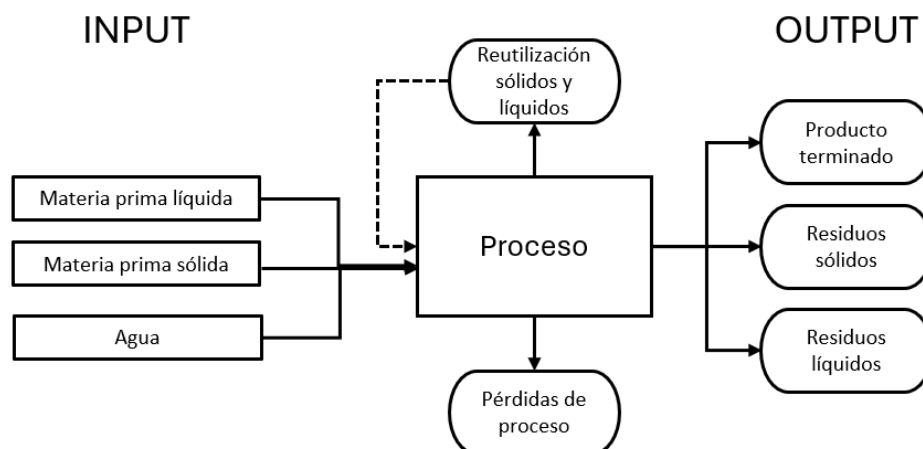 INPUT
OUTPUT
Reutilización
sólidos y
líquidos
Producto
terminado
Materia prima líquida
Materia prima sólida
Agua
Proceso
Residuos
sólidos
Residuos
líquidos
Pérdidas de
proceso